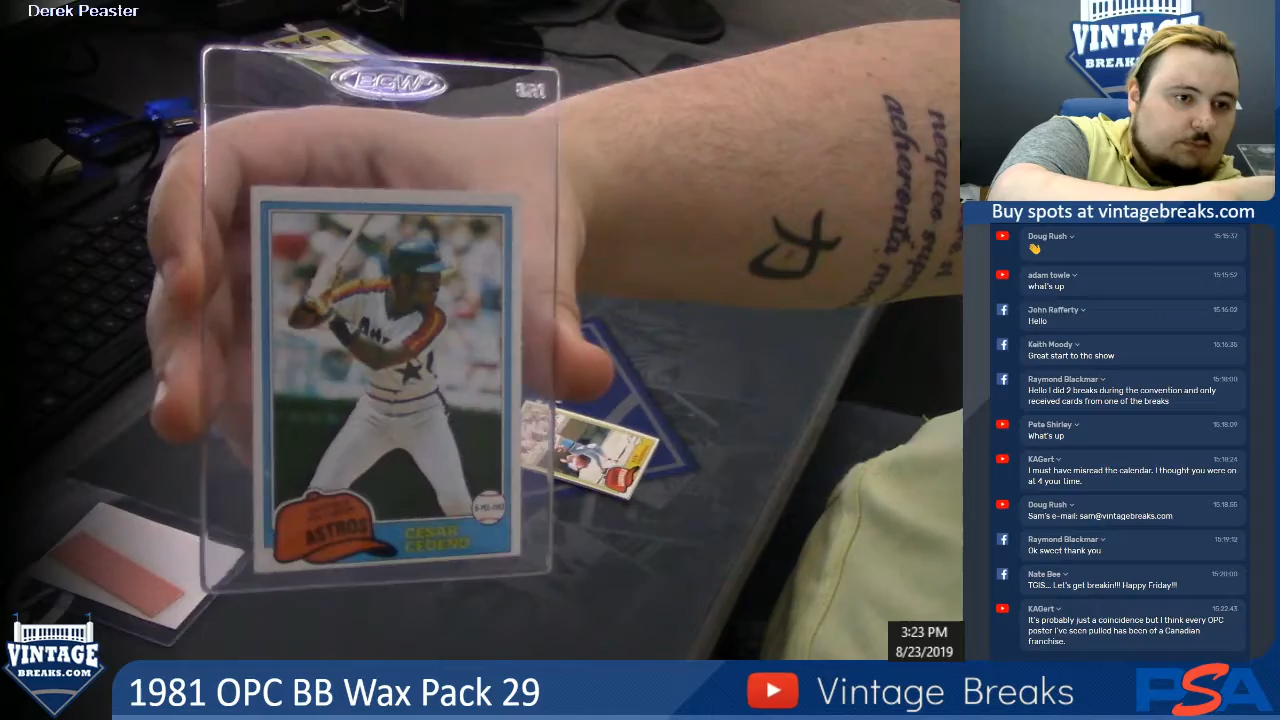 Derek Peaster
BCW
VINTAGE
BREAKS
ASTROS
CESAR
CEDENO
neque
acheronta
力
Buy spots at vintagebreaks.com
Doug Rush 15:15:37
👋
adam towle 15:15:52
what's up
John Rafferty 15:16:02
Hello
Keith Moody 15:16:35
Great start to the show
Raymond Blackmar 15:18:00
Hello I did 2 breaks during the convention and only
received cards from one of the breaks
Pete Shirley 15:18:09
What's up
KAGert 15:18:24
I must have misread the calendar. I thought you were on
at 4 your time.
Doug Rush 15:18:55
Sam's e-mail: sam@vintagebreaks.com
Raymond Blackmar 15:19:12
Ok sweet thank you
Nate Bee 15:20:00
TGIS... Let's get breakin!!! Happy Friday!!!
KAGert 15:22:43
It's probably just a coincidence but I think every OPC
poster I've seen pulled has been of a Canadian
franchise.
3:23 PM
8/23/2019
VINTAGE
BREAKS.COM
1981 OPC BB Wax Pack 29
Vintage Breaks
PSA